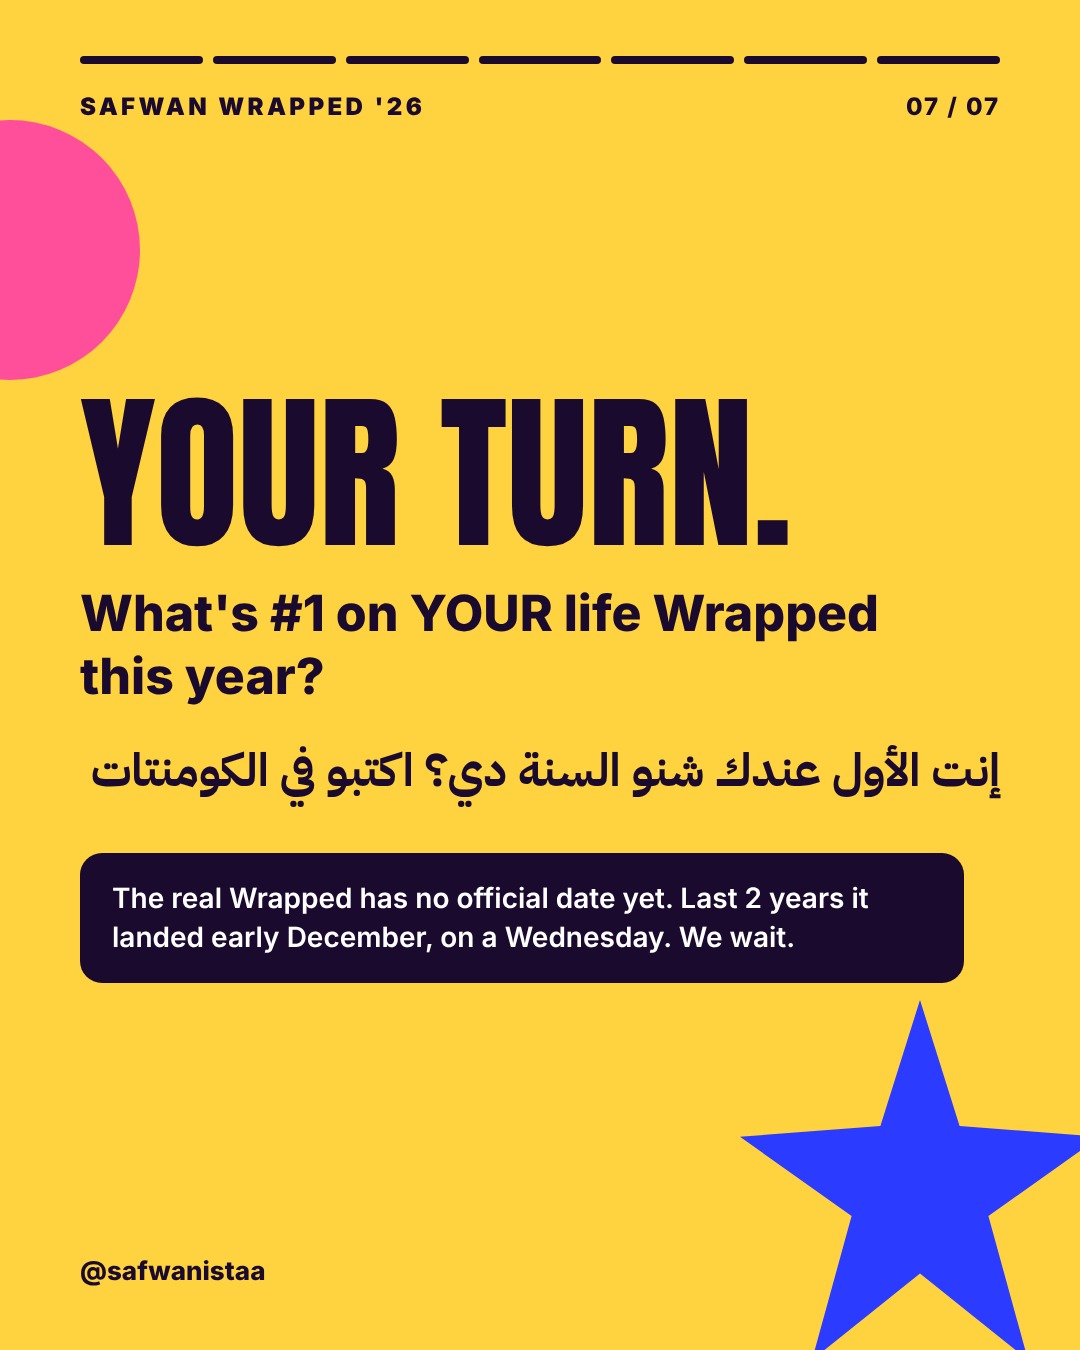 SAFWAN WRAPPED '26
07 / 07
YOUR TURN.
What's #1 on YOUR life Wrapped
this year?
إنت الأول عندك شنو السنة دي؟ اكتبو في الكومنتات
The real Wrapped has no official date yet. Last 2 years it
landed early December, on a Wednesday. We wait.
@safwanistaa